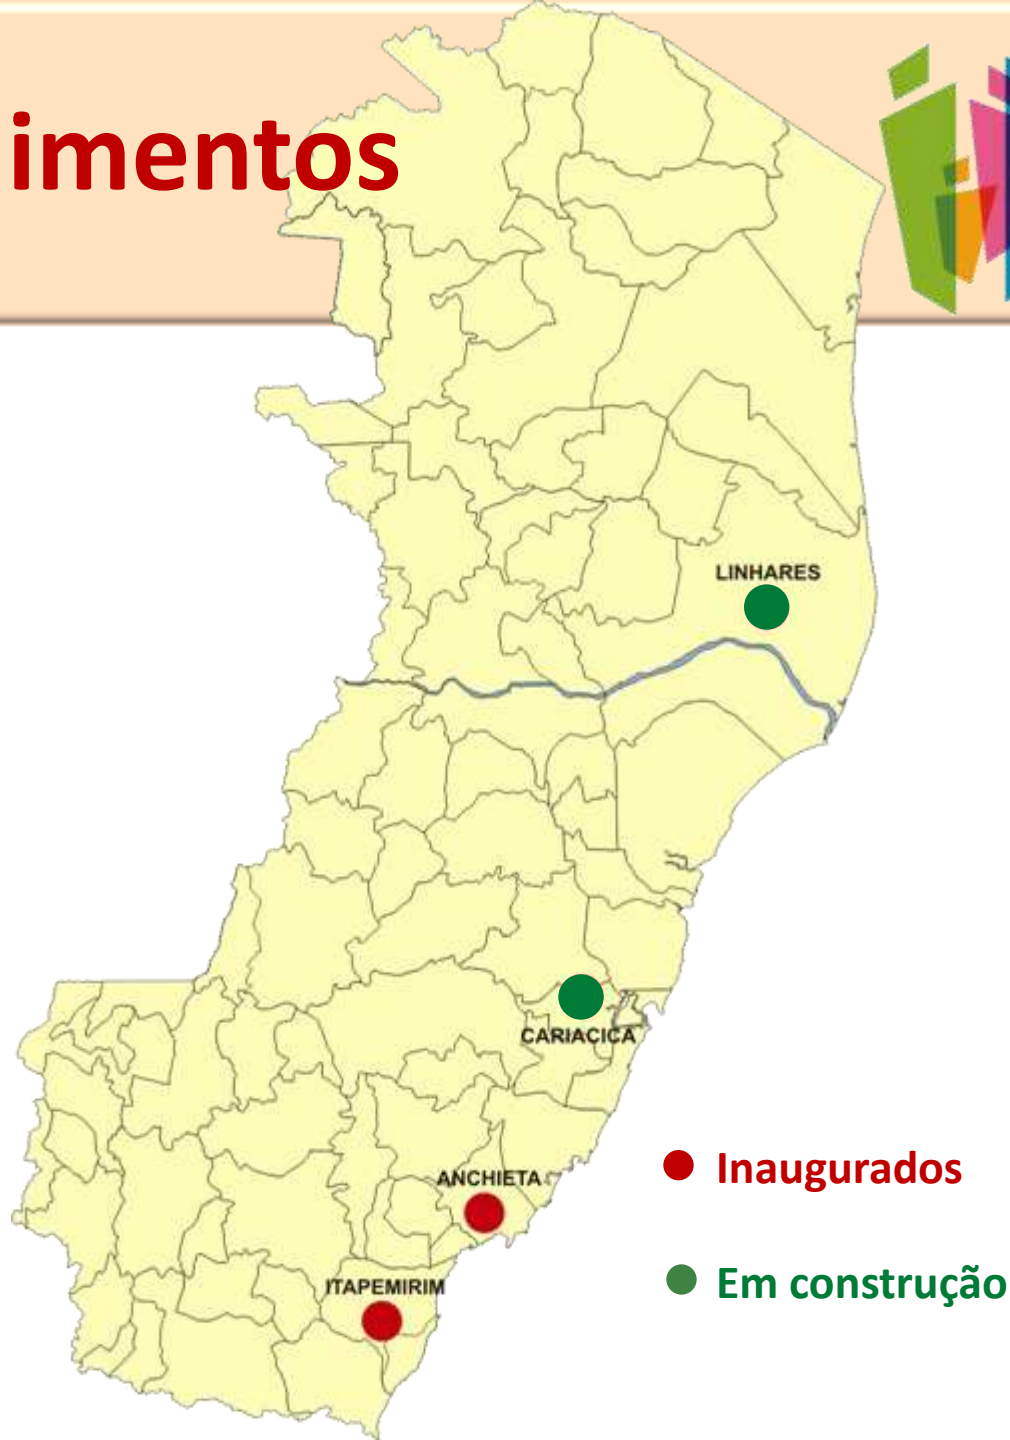 imentos
LINHARES
CARIACICA
ANCHIETA
Inaugurados
ITAPEMIRIM
Em construção